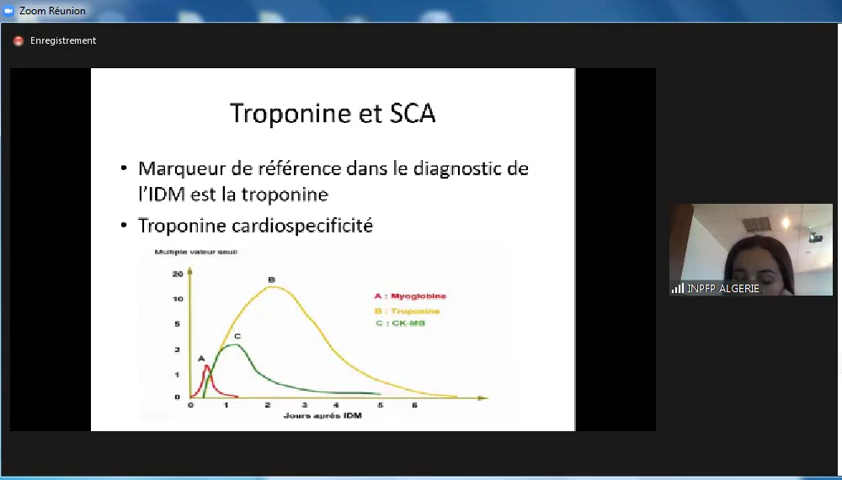 Zoom Réunion
Enregistrement
Troponine et SCA
• Marqueur de référence dans le diagnostic de
l'IDM est la troponine
• Troponine cardiospecificité
Multiple valeur seuil
20
10
5
2
1
0
A
B
C
A : Myoglobine
B : Troponine
C : CK-MB
0 1 2 3 4 5 6
Jours après IDM
INPFP ALGERIE